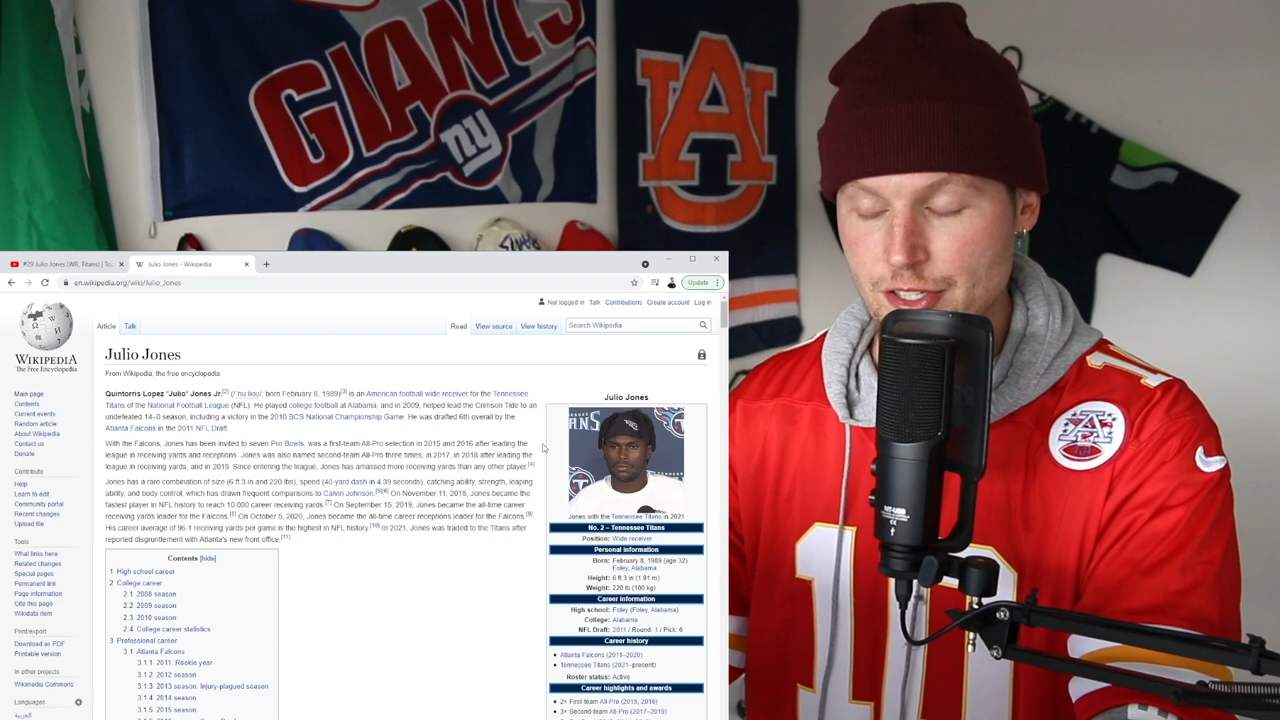 GIANTS
ny
AU
#29 Julio Jones (WR, Titans) | To
Julio Jones - Wikipedia
en.wikipedia.org/wiki/Julio_Jones
Update
Not logged in Talk Contributions Create account Log in
Article Talk
Read View source View history
Search Wikipedia
WIKIPEDIA
The Free Encyclopedia
Main page
Contents
Current events
Random article
About Wikipedia
Contact us
Donate
Contribute
Help
Learn to edit
Community portal
Recent changes
Upload file
Tools
What links here
Related changes
Special pages
Permanent link
Page information
Cite this page
Wikidata item
Print/export
Download as PDF
Printable version
In other projects
Wikimedia Commons
Languages
العربية
Julio Jones
From Wikipedia, the free encyclopedia
Quintorris Lopez "Julio" Jones Jr.[2] (/ˈhuːlioʊ/; born February 8, 1989)[3] is an American football wide receiver for the Tennessee
Titans of the National Football League (NFL). He played college football at Alabama, and in 2009, helped lead the Crimson Tide to an
undefeated 14–0 season, including a victory in the 2010 BCS National Championship Game. He was drafted 6th overall by the
Atlanta Falcons in the 2011 NFL Draft.
With the Falcons, Jones has been invited to seven Pro Bowls, was a first-team All-Pro selection in 2015 and 2016 after leading the
league in receiving yards and receptions. Jones was also named second-team All-Pro three times, in 2017, in 2018 after leading the
league in receiving yards, and in 2019. Since entering the league, Jones has amassed more receiving yards than any other player.[4]
Jones has a rare combination of size (6 ft 3 in and 220 lbs), speed (40-yard dash in 4.39 seconds), catching ability, strength, leaping
ability, and body control, which has drawn frequent comparisons to Calvin Johnson.[5][6] On November 11, 2018, Jones became the
fastest player in NFL history to reach 10,000 career receiving yards.[7] On September 15, 2019, Jones became the all-time career
receiving yards leader for the Falcons.[8] On October 5, 2020, Jones became the all-time career receptions leader for the Falcons.[9]
His career average of 96.1 receiving yards per game is the highest in NFL history.[10] In 2021, Jones was traded to the Titans after
reported disgruntlement with Atlanta's new front office.[11]
Contents [hide]
1 High school career
2 College career
2.1 2008 season
2.2 2009 season
2.3 2010 season
2.4 College career statistics
3 Professional career
3.1 Atlanta Falcons
3.1.1 2011: Rookie year
3.1.2 2012 season
3.1.3 2013 season: Injury-plagued season
3.1.4 2014 season
3.1.5 2015 season
Julio Jones
Jones with the Tennessee Titans in 2021
No. 2 – Tennessee Titans
Position: Wide receiver
Personal information
Born: February 8, 1989 (age 32)
Foley, Alabama
Height: 6 ft 3 in (1.91 m)
Weight: 220 lb (100 kg)
Career information
High school: Foley (Foley, Alabama)
College: Alabama
NFL Draft: 2011 / Round: 1 / Pick: 6
Career history
Atlanta Falcons (2011–2020)
Tennessee Titans (2021–present)
Roster status: Active
Career highlights and awards
2× First-team All-Pro (2015, 2016)
3× Second-team All-Pro (2017–2019)
NT-USB
10